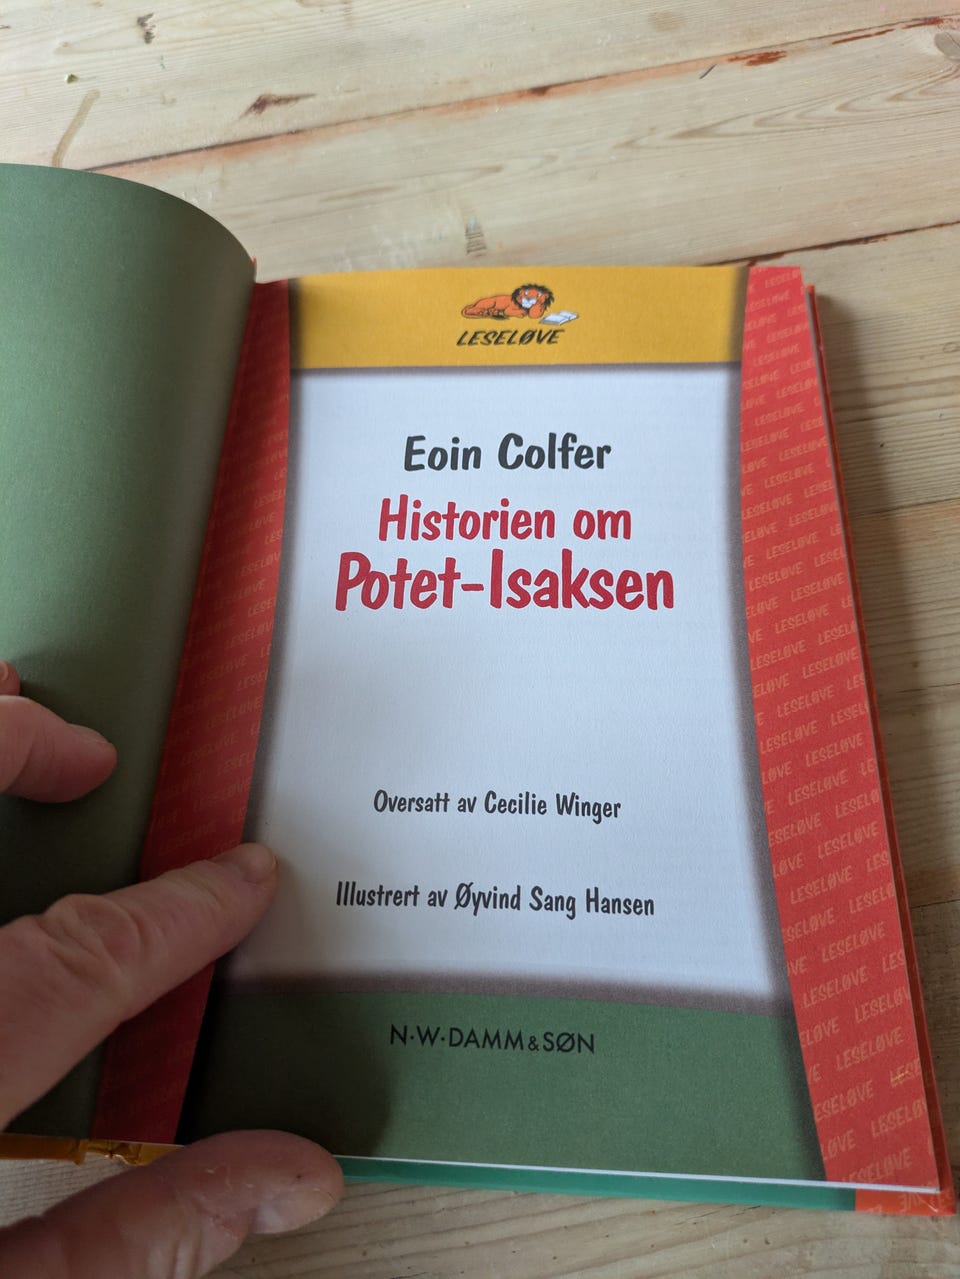 LESELØVE
Eoin Colfer
Historien om
Potet-Isaksen
Oversatt av Cecilie Winger
Illustrert av Øyvind Sang Hansen
N·W·DAMM & SØN